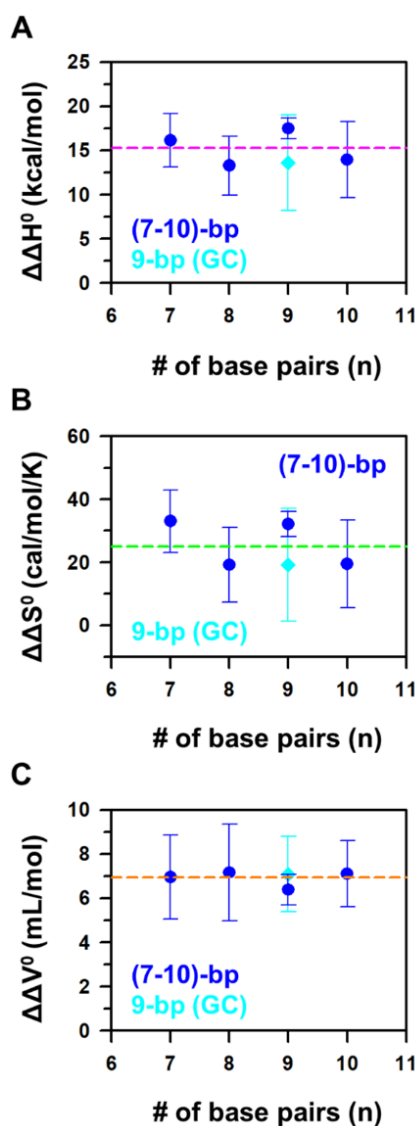 A
25
20
15
10
5
0
ΔΔH⁰ (kcal/mol)
(7-10)-bp
9-bp (GC)
6 7 8 9 10 11
# of base pairs (n)
B
60
40
20
0
ΔΔS⁰ (cal/mol/K)
(7-10)-bp
9-bp (GC)
6 7 8 9 10 11
# of base pairs (n)
C
10
8
6
4
2
0
ΔΔV⁰ (mL/mol)
(7-10)-bp
9-bp (GC)
6 7 8 9 10 11
# of base pairs (n)